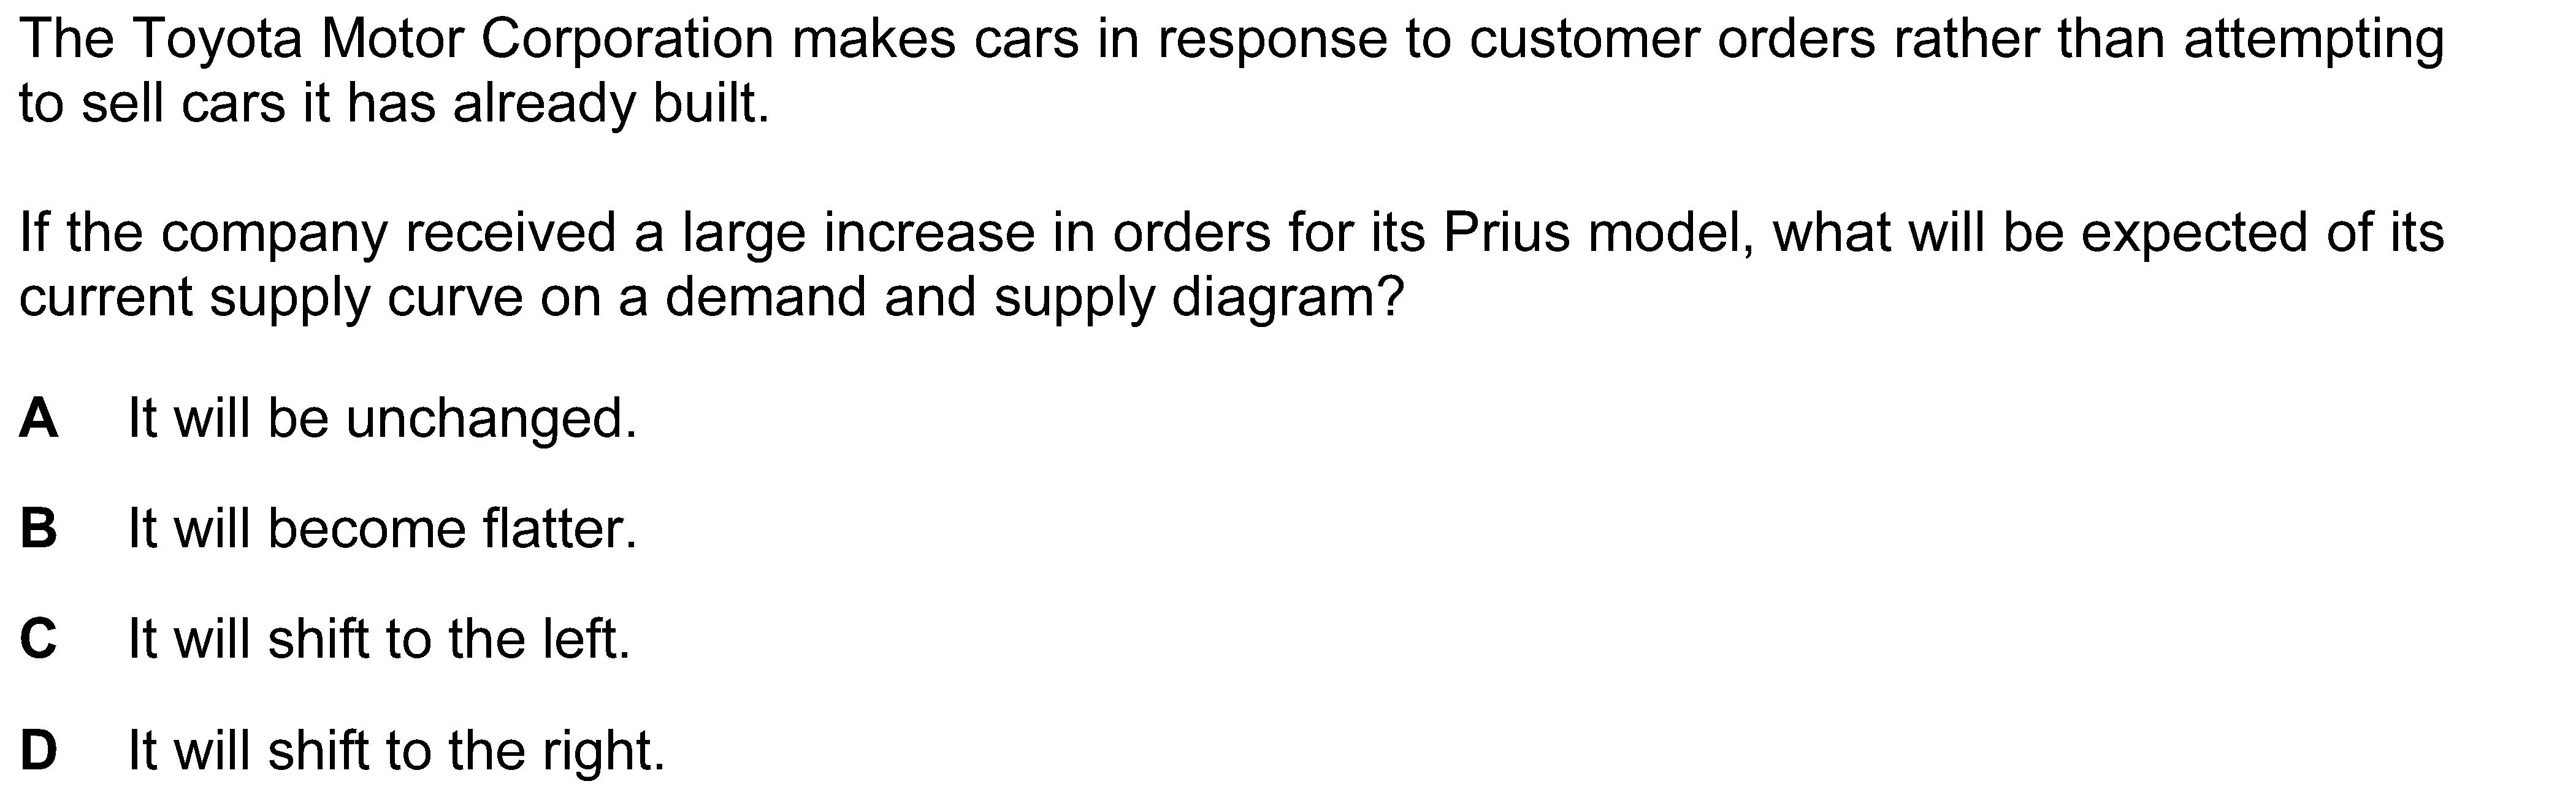 The Toyota Motor Corporation makes cars in response to customer orders rather than attempting
to sell cars it has already built.
If the company received a large increase in orders for its Prius model, what will be expected of its
current supply curve on a demand and supply diagram?
A It will be unchanged.
B It will become flatter.
C It will shift to the left.
D It will shift to the right.